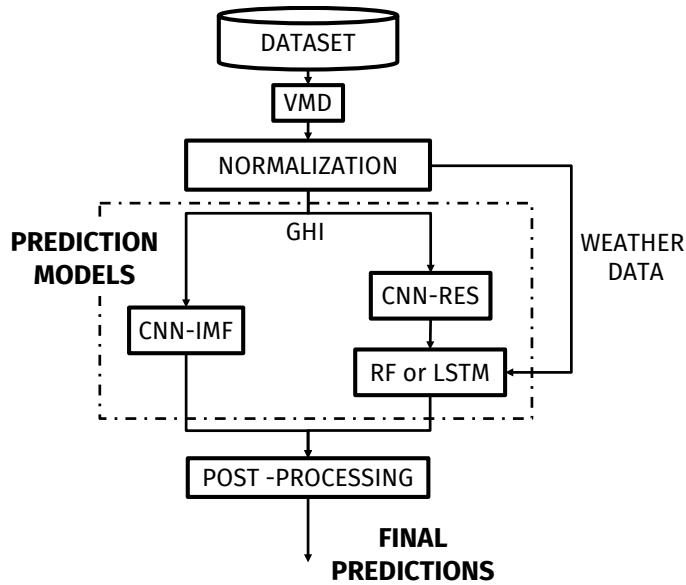 DATASET
VMD
NORMALIZATION
GHI
PREDICTION
MODELS
WEATHER
DATA
CNN-RES
CNN-IMF
RF or LSTM
POST -PROCESSING
FINAL
PREDICTIONS